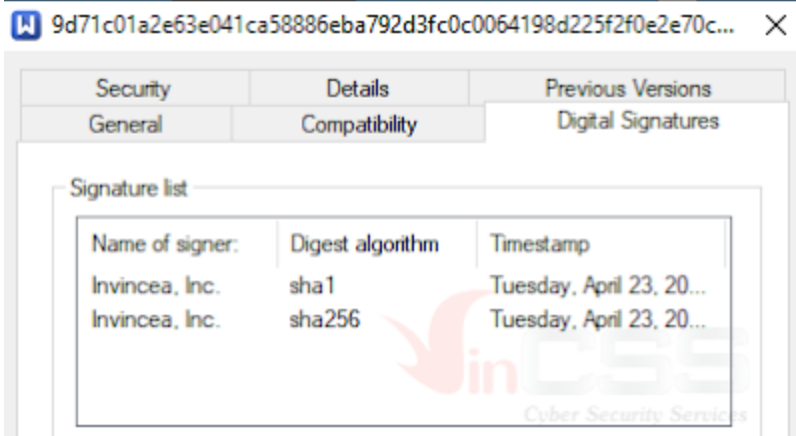 9d71c01a2e63e041ca58886eba792d3fc0c0064198d225f2f0e2e70c...
Security Details Previous Versions
General Compatibility Digital Signatures
Signature list
Name of signer: Digest algorithm Timestamp
Invincea, Inc. sha1 Tuesday, April 23, 20...
Invincea, Inc. sha256 Tuesday, April 23, 20...
VinCSS
Cyber Security Services